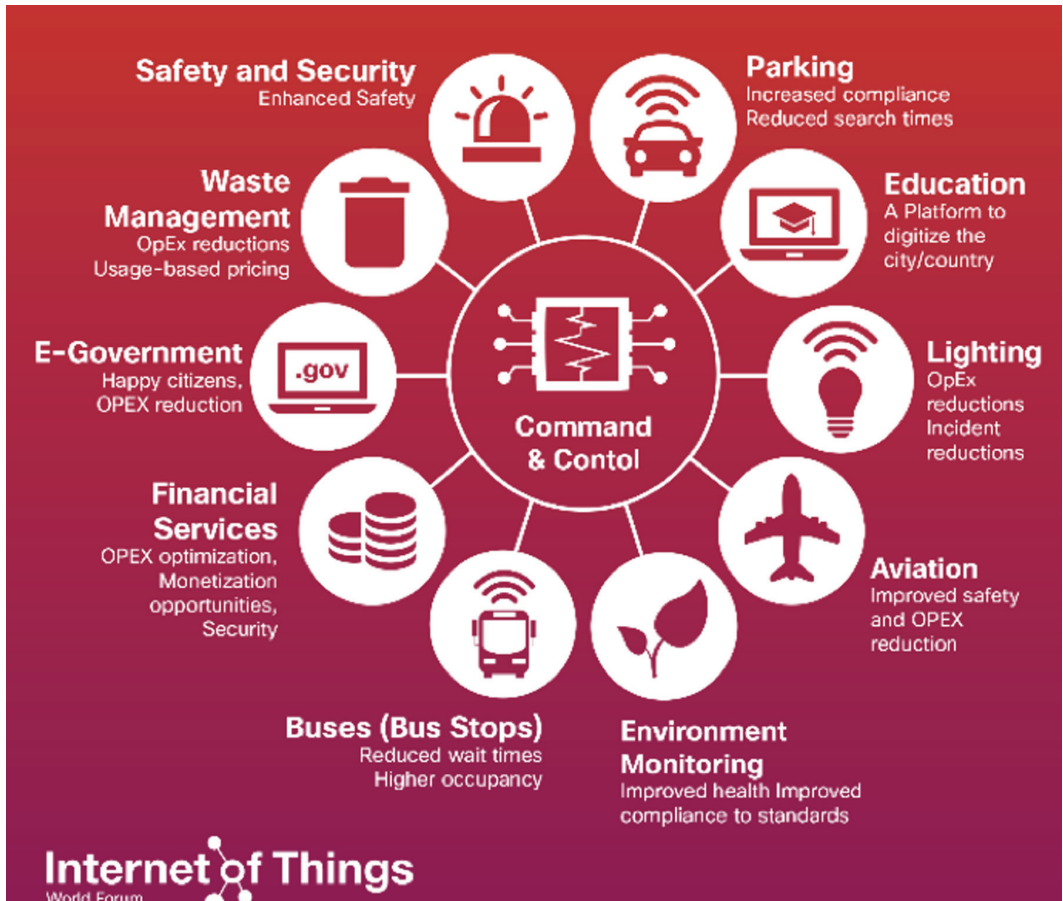 Safety and Security
Enhanced Safety
Parking
Increased compliance
Reduced search times
Waste
Management
OpEx reductions
Usage-based pricing
Education
A Platform to
digitize the
city/country
E-Government
Happy citizens,
OPEX reduction
.gov
Command
& Contol
Lighting
OpEx
reductions
Incident
reductions
Financial
Services
OPEX optimization,
Monetization
opportunities,
Security
Aviation
Improved safety
and OPEX
reduction
Buses (Bus Stops)
Reduced wait times
Higher occupancy
Environment
Monitoring
Improved health Improved
compliance to standards
Internet of Things
World Forum